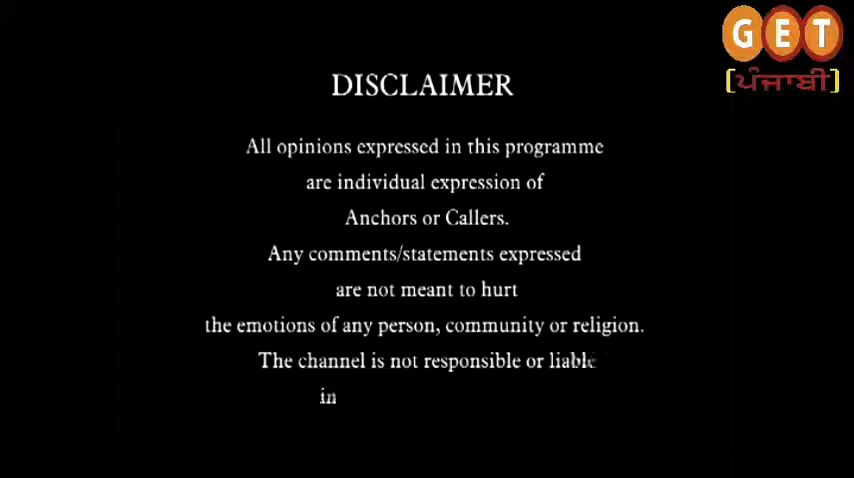 GET
[ਪੰਜਾਬੀ]
DISCLAIMER
All opinions expressed in this programme
are individual expression of
Anchors or Callers.
Any comments/statements expressed
are not meant to hurt
the emotions of any person, community or religion.
The channel is not responsible or liable
in